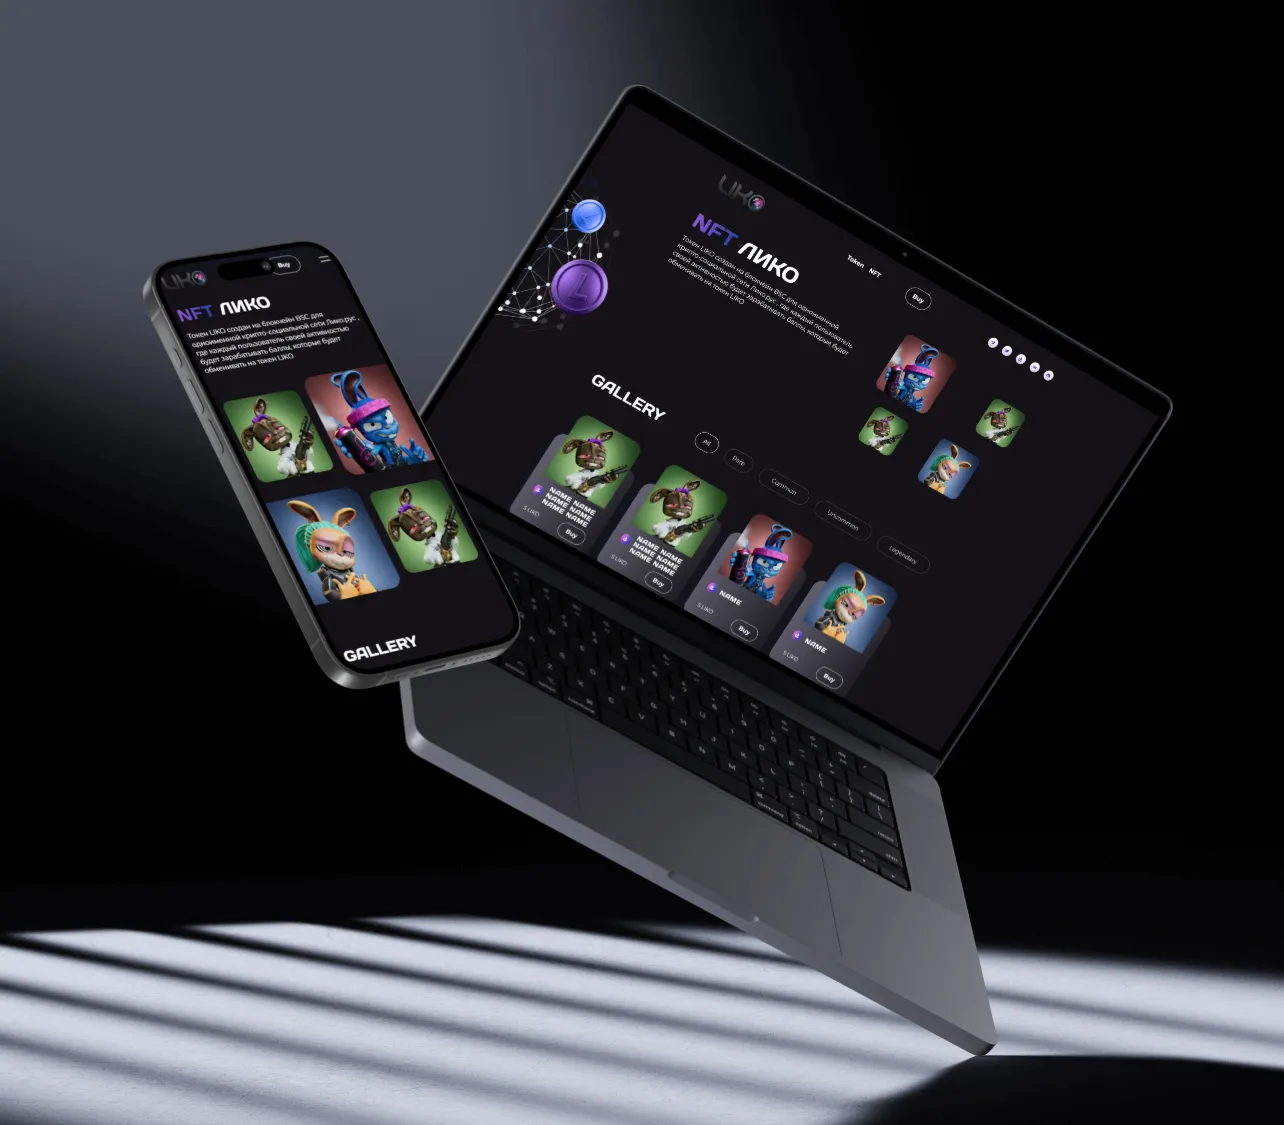 LIKO
Buy
NFT ЛИКО
Токен LIKO создан на блокчейн BSC для
одноименной крипто-социальной сети Лико.рус ,
где каждый пользователь своей активностью
будет зарабатывать баллы, которые будет
обменивать на токен LIKO
GALLERY
LIKO
Token NFT
Buy
NFT ЛИКО
Токен LIKO создан на блокчейн BSC для одноименной
крипто-социальной сети Лико.рус , где каждый пользователь
своей активностью будет зарабатывать баллы, которые будет
обменивать на токен LIKO
GALLERY
All
Rare
Common
Uncommon
Legendary
NAME NAME
NAME NAME
NAME NAME
5 LIKO
Buy
NAME NAME
NAME NAME
NAME NAME
5 LIKO
Buy
NAME
5 LIKO
Buy
NAME
5 LIKO
Buy